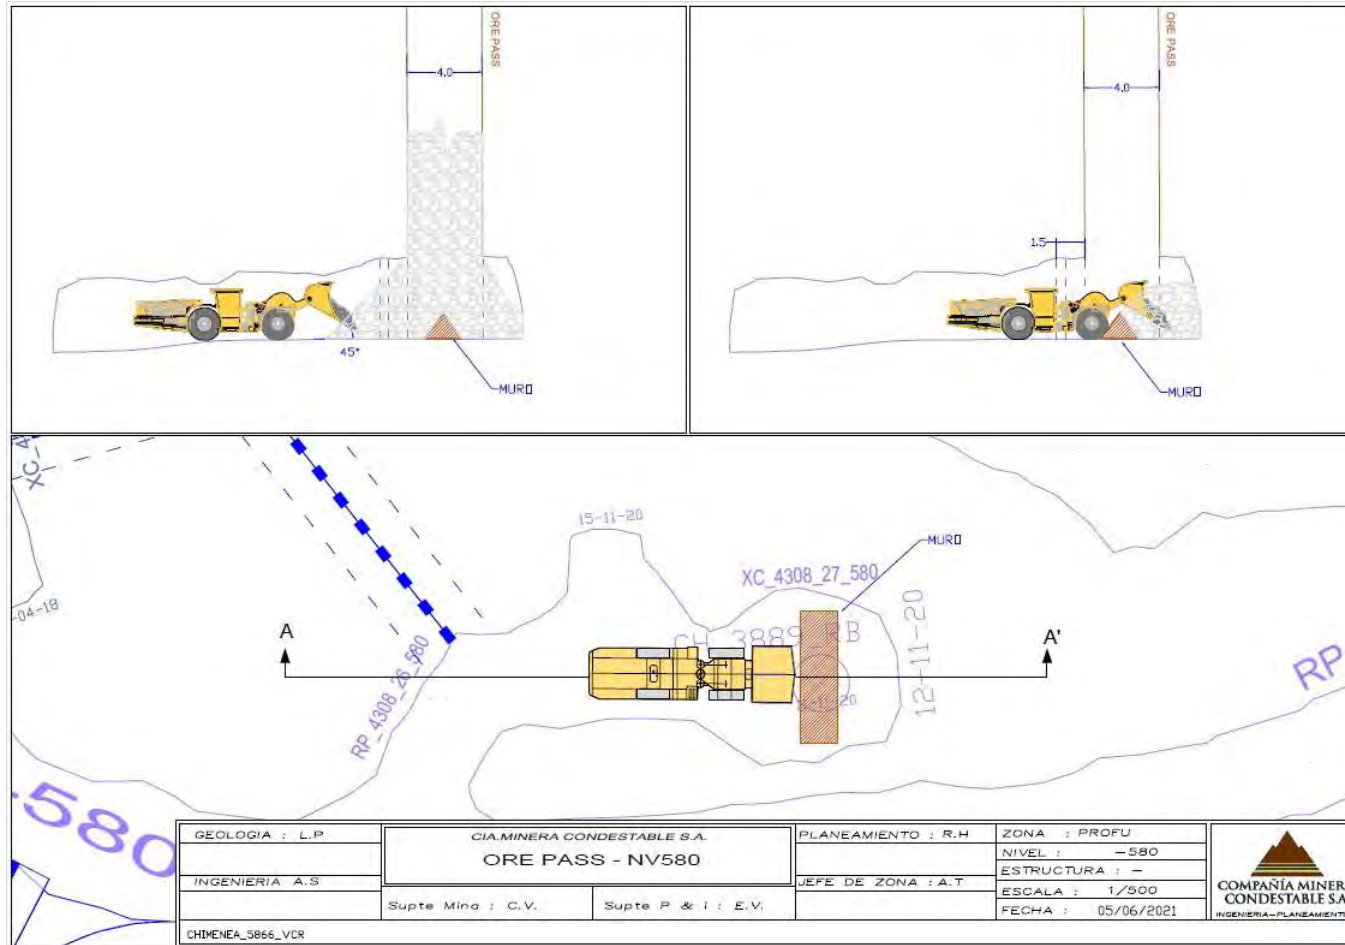 ORE PASS
4.0
45°
MURO
ORE PASS
4.0
1.5
MURO
XC_4
-04-18
15-11-20
MURO
XC_4308_27_580
CH_3889_RB
12-11-20
A
A'
RP_4308_26_580
RP
-580
GEOLOGIA : L.P
INGENIERIA A.S
CIA.MINERA CONDESTABLE S.A.
ORE PASS - NV580
Supte Mina : C.V.
Supte P & I : E.V.
PLANEAMIENTO : R.H
JEFE DE ZONA : A.T
ZONA : PROFU
NIVEL : -580
ESTRUCTURA : -
ESCALA : 1/500
FECHA : 05/06/2021
COMPAÑÍA MINER
CONDESTABLE S.A
INGENIERIA-PLANEAMIENTO
CHIMENEA_5866_VCR